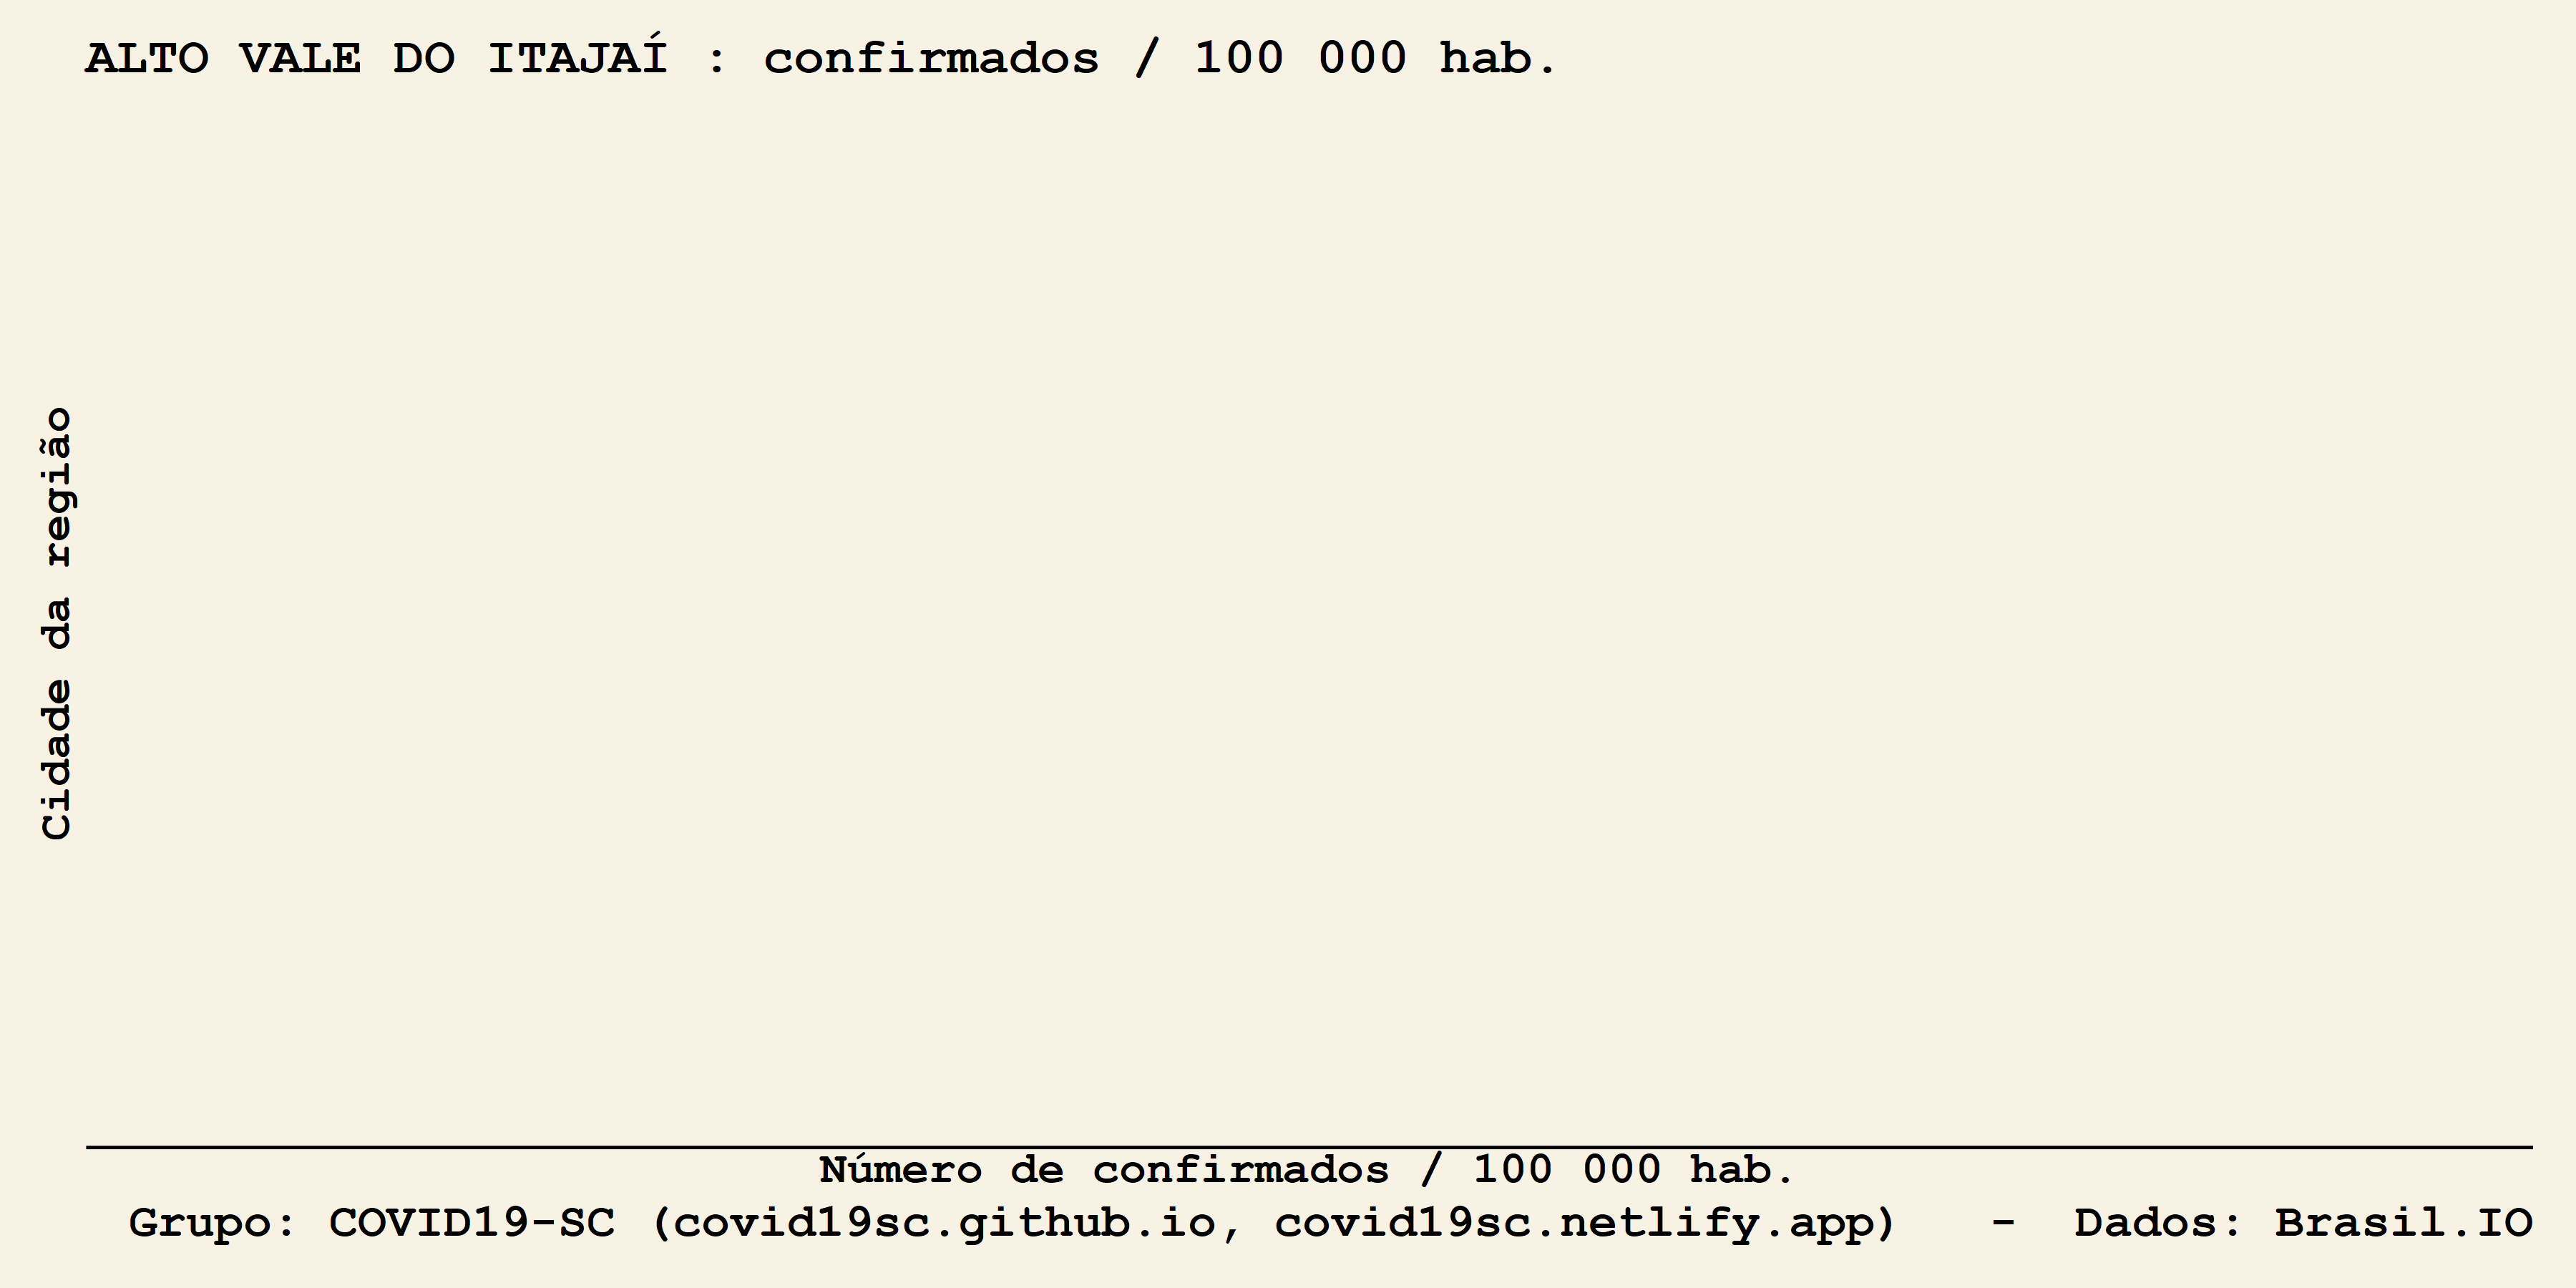 ALTO VALE DO ITAJAÍ : confirmados / 100 000 hab.
Cidade da região
Número de confirmados / 100 000 hab.
Grupo: COVID19-SC (covid19sc.github.io, covid19sc.netlify.app) - Dados: Brasil.IO